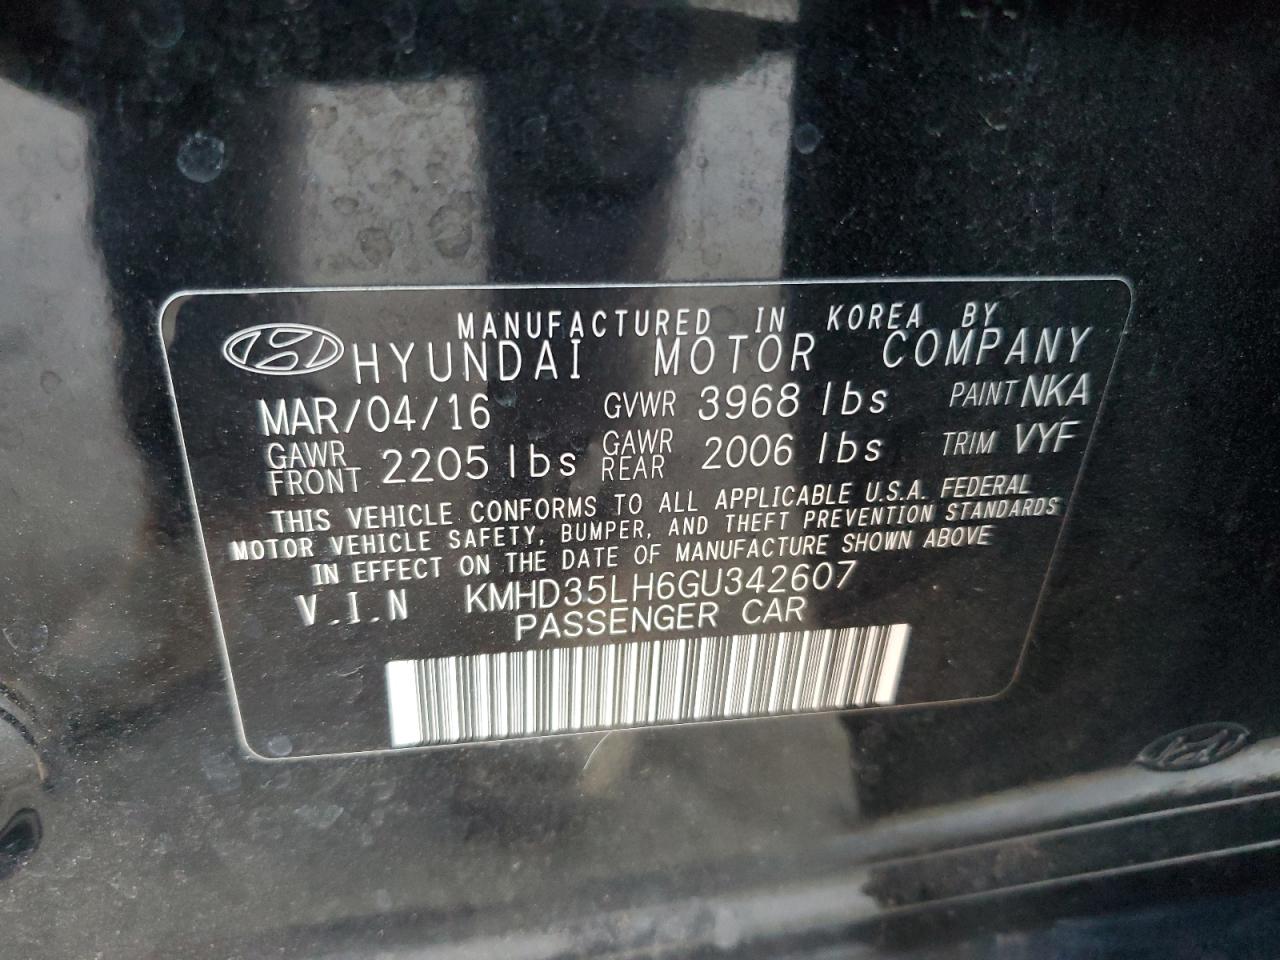 MANUFACTURED IN KOREA BY
HYUNDAI MOTOR COMPANY
MAR/04/16 GVWR 3968 lbs PAINT NKA
GAWR FRONT 2205 lbs GAWR REAR 2006 lbs TRIM VYF
THIS VEHICLE CONFORMS TO ALL APPLICABLE U.S.A. FEDERAL
MOTOR VEHICLE SAFETY, BUMPER, AND THEFT PREVENTION STANDARDS
IN EFFECT ON THE DATE OF MANUFACTURE SHOWN ABOVE
V.I.N KMHD35LH6GU342607
PASSENGER CAR